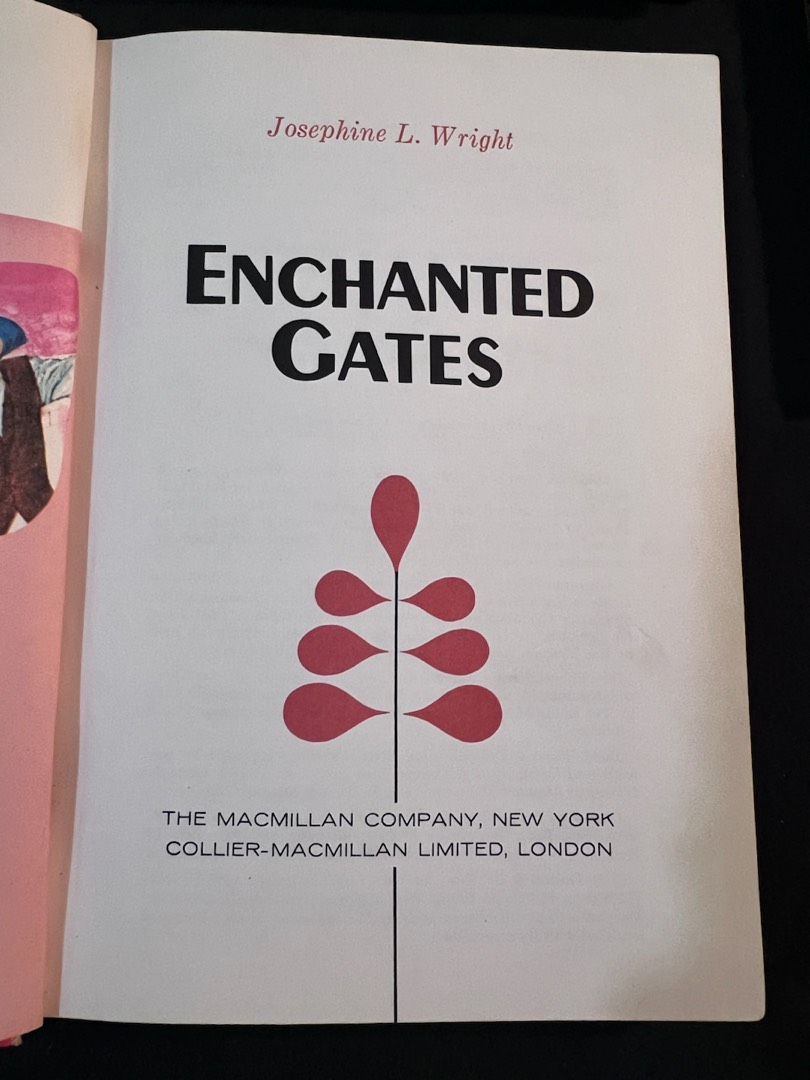 Josephine L. Wright
ENCHANTED
GATES
THE MACMILLAN COMPANY, NEW YORK
COLLIER-MACMILLAN LIMITED, LONDON